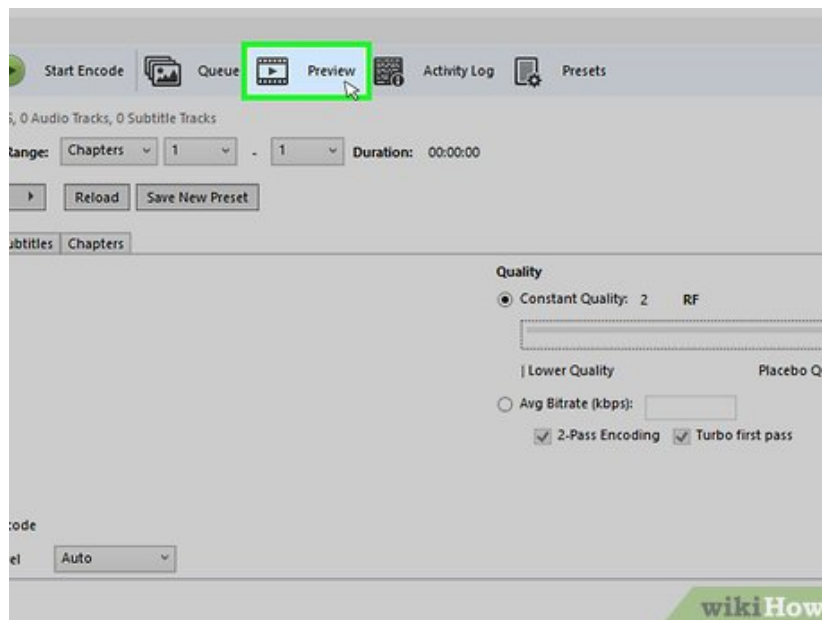 Start Encode Queue Preview Activity Log Presets
S, 0 Audio Tracks, 0 Subtitle Tracks
Range: Chapters 1 - 1 Duration: 00:00:00
Reload Save New Preset
ubtitles Chapters
Quality
Constant Quality: 2 RF
| Lower Quality Placebo Q
Avg Bitrate (kbps):
2-Pass Encoding Turbo first pass
code
el Auto
wikiHow